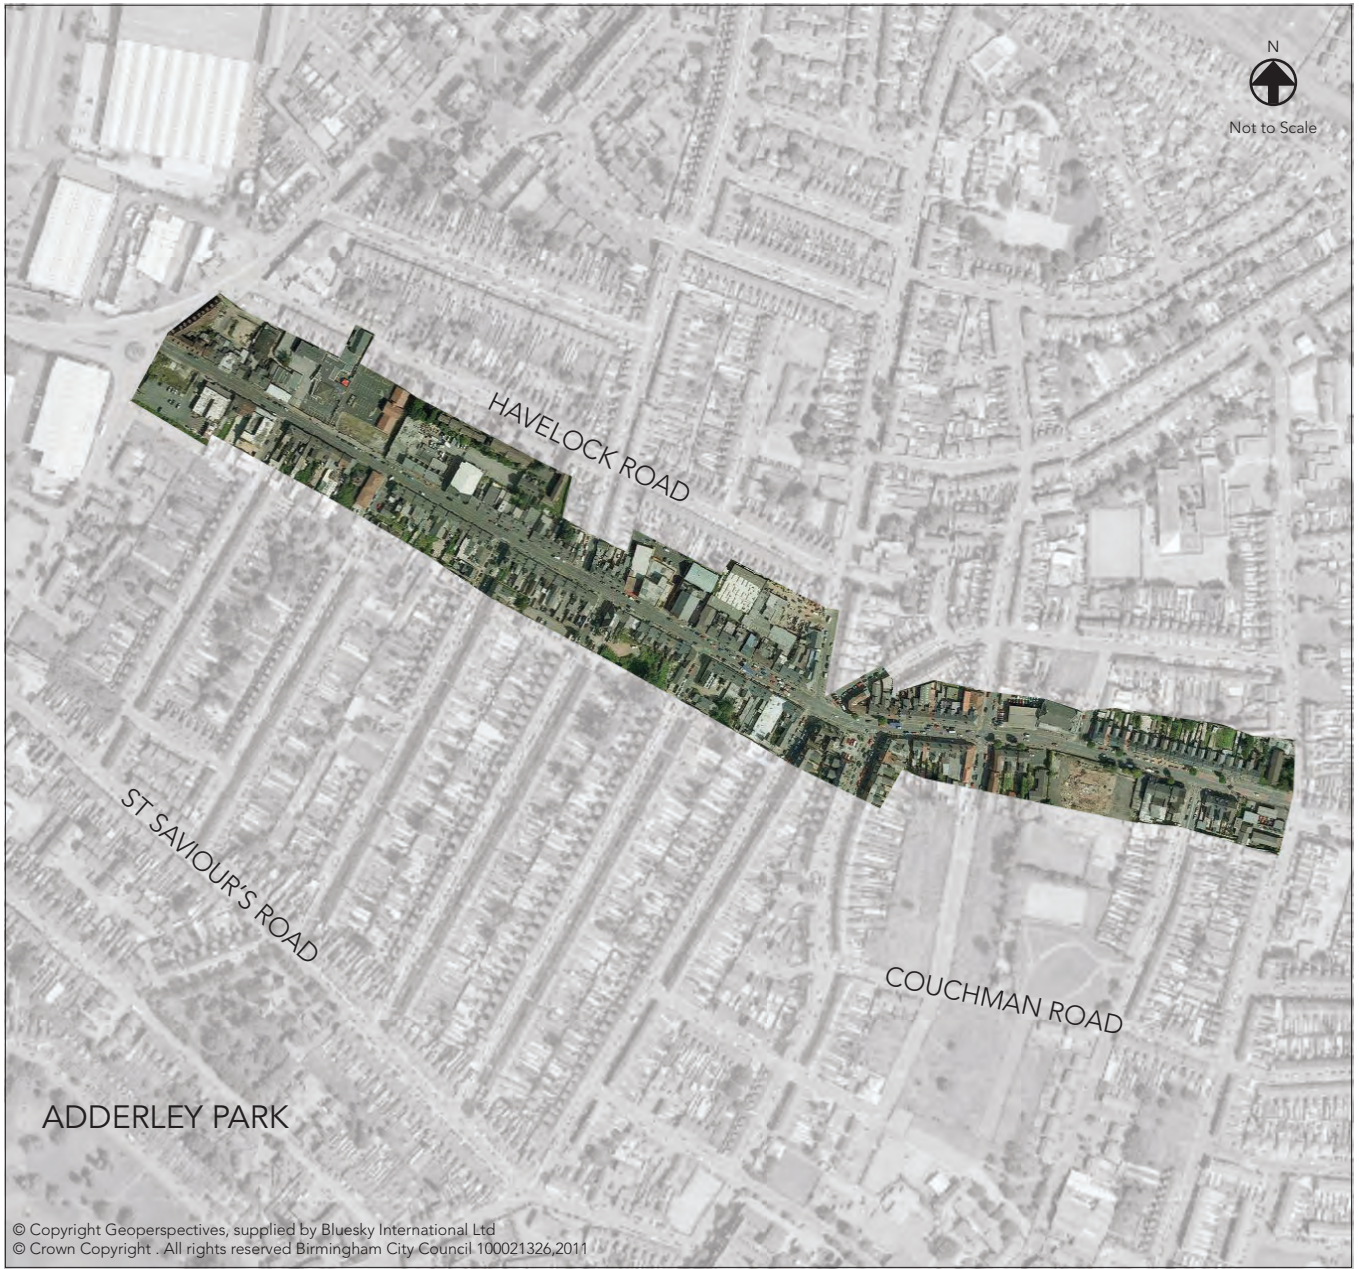 N
Not to Scale
HAVELOCK ROAD
ST SAVIOUR'S ROAD
COUCHMAN ROAD
ADDERLEY PARK
© Copyright Geoperspectives, supplied by Bluesky International Ltd
© Crown Copyright . All rights reserved Birmingham City Council 100021326,2011